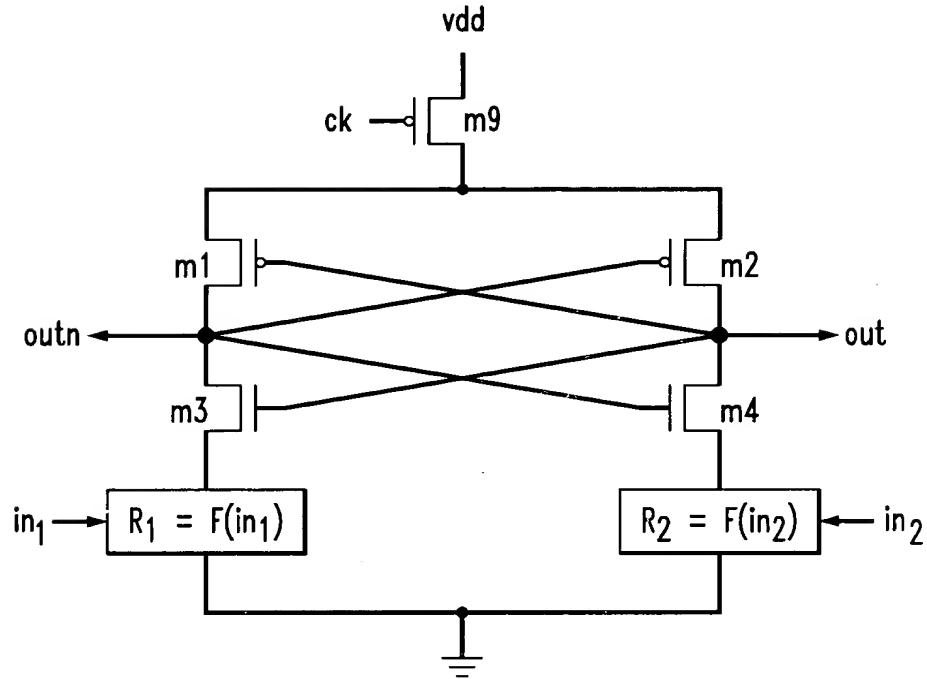 vdd
ck
m9
m1
m2
outn
out
m3
m4
in1
R1 = F(in1)
R2 = F(in2)
in2